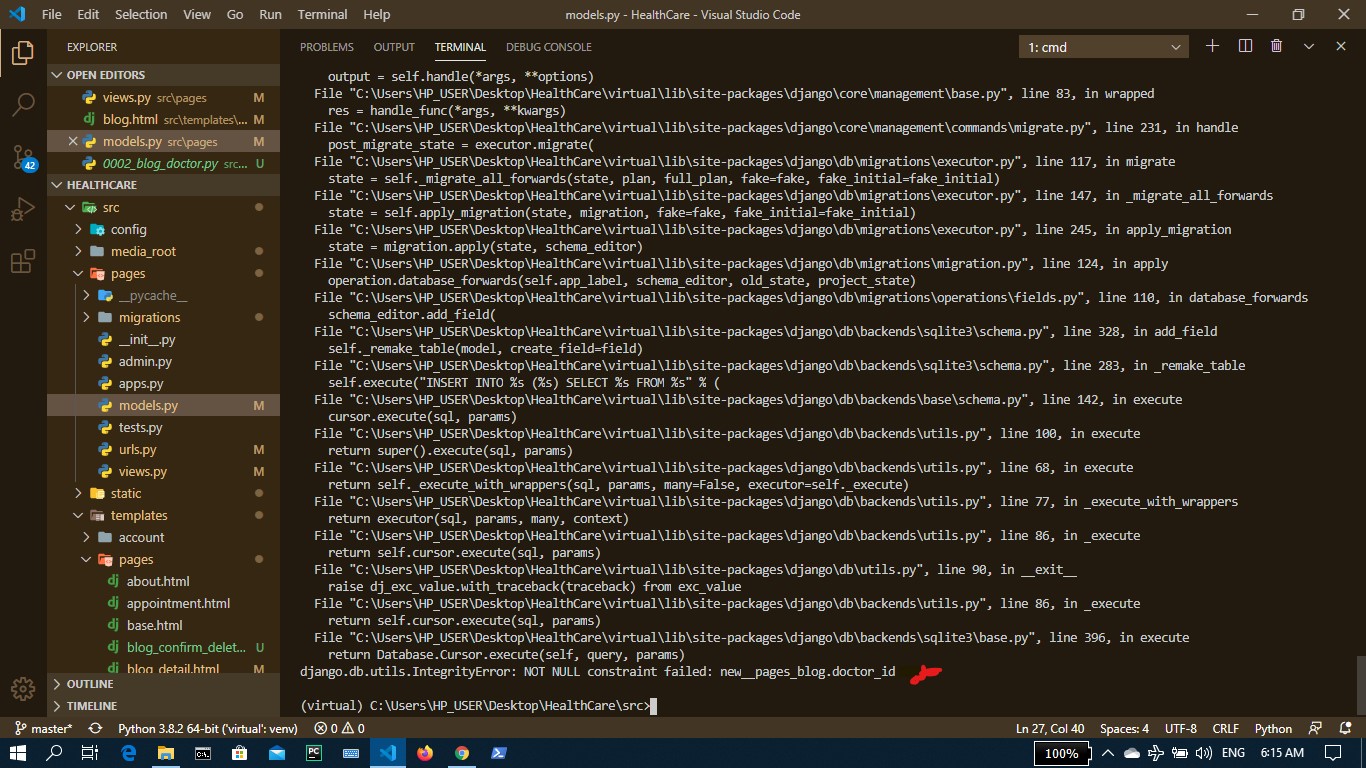 File Edit Selection View Go Run Terminal Help
models.py - HealthCare - Visual Studio Code
EXPLORER
OPEN EDITORS
views.py src\pages M
blog.html src\templates\... M
models.py src\pages M
0002_blog_doctor.py src... U
42
HEALTHCARE
src
config
media_root
pages
__pycache__
migrations
__init__.py
admin.py
apps.py
models.py M
tests.py
urls.py M
views.py M
static
templates
account
pages
about.html
appointment.html
base.html
blog_confirm_delet... U
blog_detail.html M
OUTLINE
TIMELINE
PROBLEMS OUTPUT TERMINAL DEBUG CONSOLE
1: cmd
output = self.handle(*args, **options)
File "C:\Users\HP_USER\Desktop\HealthCare\virtual\lib\site-packages\django\core\management\base.py", line 83, in wrapped
res = handle_func(*args, **kwargs)
File "C:\Users\HP_USER\Desktop\HealthCare\virtual\lib\site-packages\django\core\management\commands\migrate.py", line 231, in handle
post_migrate_state = executor.migrate(
File "C:\Users\HP_USER\Desktop\HealthCare\virtual\lib\site-packages\django\db\migrations\executor.py", line 117, in migrate
state = self._migrate_all_forwards(state, plan, full_plan, fake=fake, fake_initial=fake_initial)
File "C:\Users\HP_USER\Desktop\HealthCare\virtual\lib\site-packages\django\db\migrations\executor.py", line 147, in _migrate_all_forwards
state = self.apply_migration(state, migration, fake=fake, fake_initial=fake_initial)
File "C:\Users\HP_USER\Desktop\HealthCare\virtual\lib\site-packages\django\db\migrations\executor.py", line 245, in apply_migration
state = migration.apply(state, schema_editor)
File "C:\Users\HP_USER\Desktop\HealthCare\virtual\lib\site-packages\django\db\migrations\migration.py", line 124, in apply
operation.database_forwards(self.app_label, schema_editor, old_state, project_state)
File "C:\Users\HP_USER\Desktop\HealthCare\virtual\lib\site-packages\django\db\migrations\operations\fields.py", line 110, in database_forwards
schema_editor.add_field(
File "C:\Users\HP_USER\Desktop\HealthCare\virtual\lib\site-packages\django\db\backends\sqlite3\schema.py", line 328, in add_field
self._remake_table(model, create_field=field)
File "C:\Users\HP_USER\Desktop\HealthCare\virtual\lib\site-packages\django\db\backends\sqlite3\schema.py", line 283, in _remake_table
self.execute("INSERT INTO %s (%s) SELECT %s FROM %s" % (
File "C:\Users\HP_USER\Desktop\HealthCare\virtual\lib\site-packages\django\db\backends\base\schema.py", line 142, in execute
cursor.execute(sql, params)
File "C:\Users\HP_USER\Desktop\HealthCare\virtual\lib\site-packages\django\db\backends\utils.py", line 100, in execute
return super().execute(sql, params)
File "C:\Users\HP_USER\Desktop\HealthCare\virtual\lib\site-packages\django\db\backends\utils.py", line 68, in execute
return self._execute_with_wrappers(sql, params, many=False, executor=self._execute)
File "C:\Users\HP_USER\Desktop\HealthCare\virtual\lib\site-packages\django\db\backends\utils.py", line 77, in _execute_with_wrappers
return executor(sql, params, many, context)
File "C:\Users\HP_USER\Desktop\HealthCare\virtual\lib\site-packages\django\db\backends\utils.py", line 86, in _execute
return self.cursor.execute(sql, params)
File "C:\Users\HP_USER\Desktop\HealthCare\virtual\lib\site-packages\django\db\utils.py", line 90, in __exit__
raise dj_exc_value.with_traceback(traceback) from exc_value
File "C:\Users\HP_USER\Desktop\HealthCare\virtual\lib\site-packages\django\db\backends\utils.py", line 86, in _execute
return self.cursor.execute(sql, params)
File "C:\Users\HP_USER\Desktop\HealthCare\virtual\lib\site-packages\django\db\backends\sqlite3\base.py", line 396, in execute
return Database.Cursor.execute(self, query, params)
django.db.utils.IntegrityError: NOT NULL constraint failed: new__pages_blog.doctor_id
(virtual) C:\Users\HP_USER\Desktop\HealthCare\src>
master* Python 3.8.2 64-bit ('virtual': venv) 0 0 Ln 27, Col 40 Spaces: 4 UTF-8 CRLF Python
100% ENG 6:15 AM